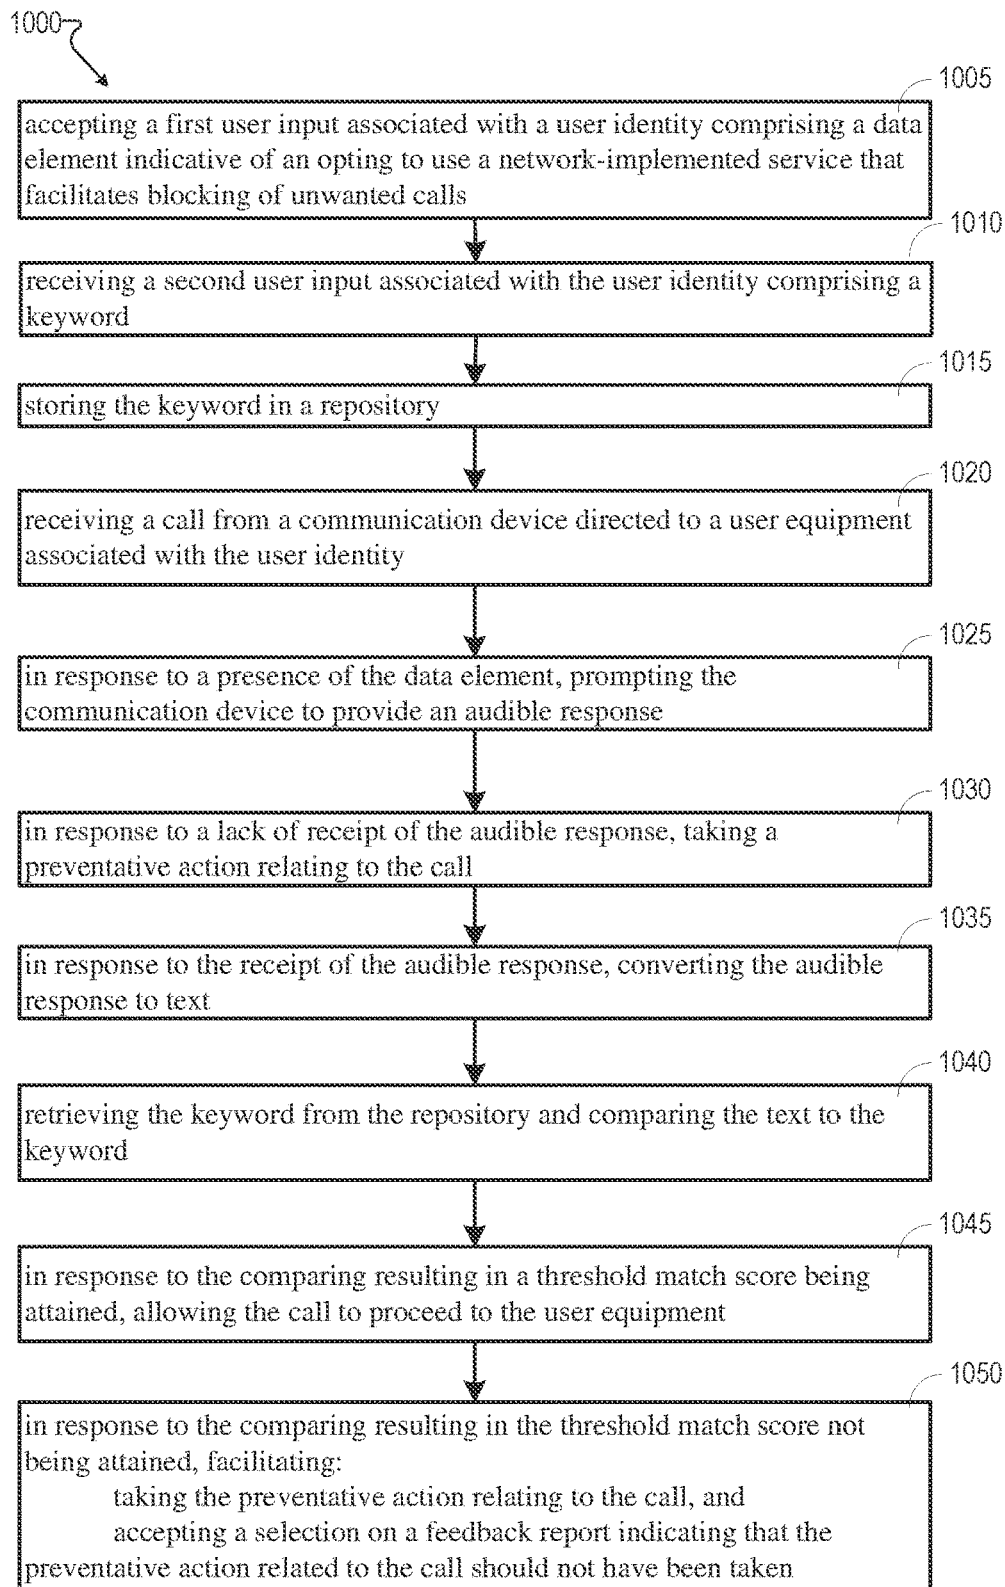 1000
1005
accepting a first user input associated with a user identity comprising a data
element indicative of an opting to use a network-implemented service that
facilitates blocking of unwanted calls
1010
receiving a second user input associated with the user identity comprising a
keyword
1015
storing the keyword in a repository
1020
receiving a call from a communication device directed to a user equipment
associated with the user identity
1025
in response to a presence of the data element, prompting the
communication device to provide an audible response
1030
in response to a lack of receipt of the audible response, taking a
preventative action relating to the call
1035
in response to the receipt of the audible response, converting the audible
response to text
1040
retrieving the keyword from the repository and comparing the text to the
keyword
1045
in response to the comparing resulting in a threshold match score being
attained, allowing the call to proceed to the user equipment
1050
in response to the comparing resulting in the threshold match score not
being attained, facilitating:
taking the preventative action relating to the call, and
accepting a selection on a feedback report indicating that the
preventative action related to the call should not have been taken